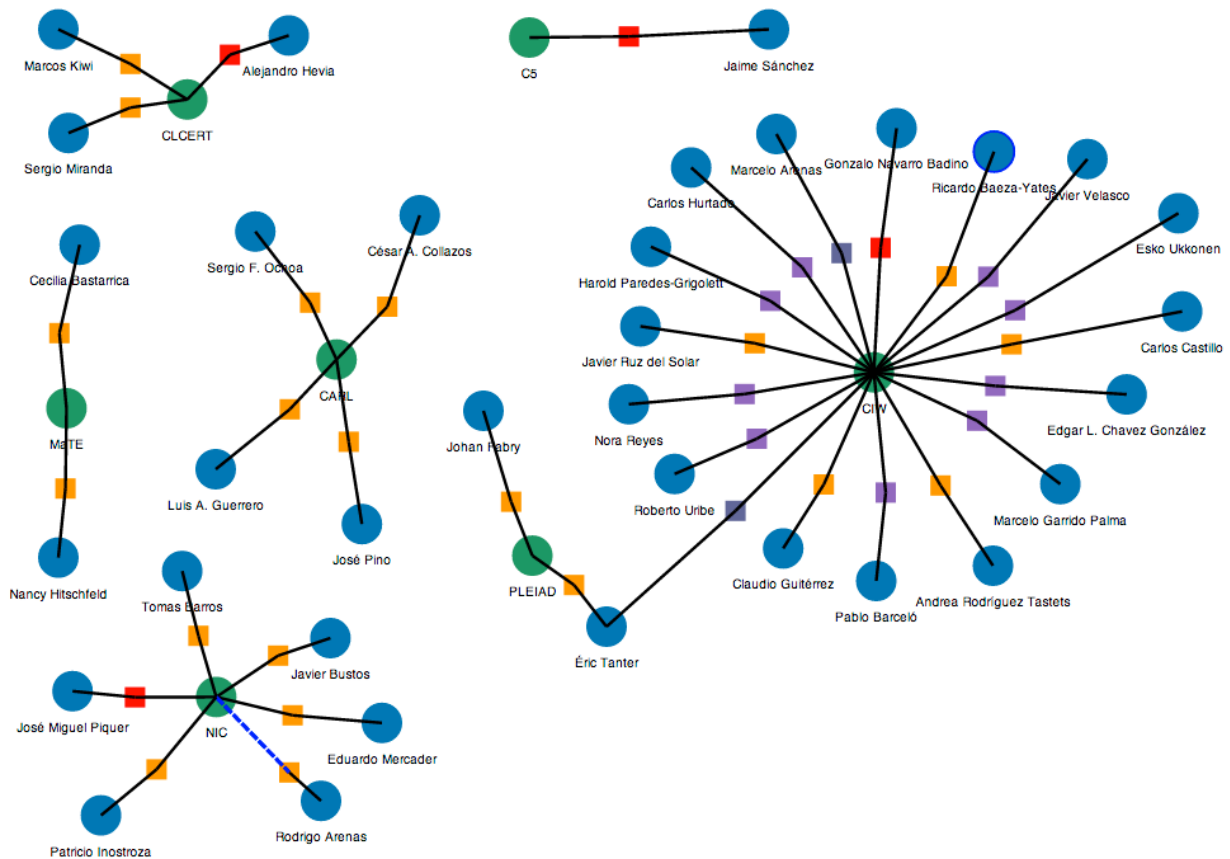 Marcos Kiwi
Alejandro Hevia
CLCERT
Sergio Miranda
C5
Jaime Sánchez
Marcelo Arenas
Gonzalo Navarro Badino
Ricardo Baeza-Yates
Javier Velasco
Carlos Hurtado
Esko Ukkonen
Harold Paredes-Grigolett
Javier Ruz del Solar
Carlos Castillo
CIW
Nora Reyes
Edgar L. Chavez González
Roberto Uribe
Marcelo Garrido Palma
Claudio Guitérrez
Pablo Barceló
Andrea Rodríguez Tastets
Cecilia Bastarrica
MaTE
Nancy Hitschfeld
Sergio F. Ochoa
César A. Collazos
CARL
Luis A. Guerrero
José Pino
Johan Fabry
PLEIAD
Éric Tanter
Tomas Barros
Javier Bustos
José Miguel Piquer
NIC
Eduardo Mercader
Rodrigo Arenas
Patricio Inostroza